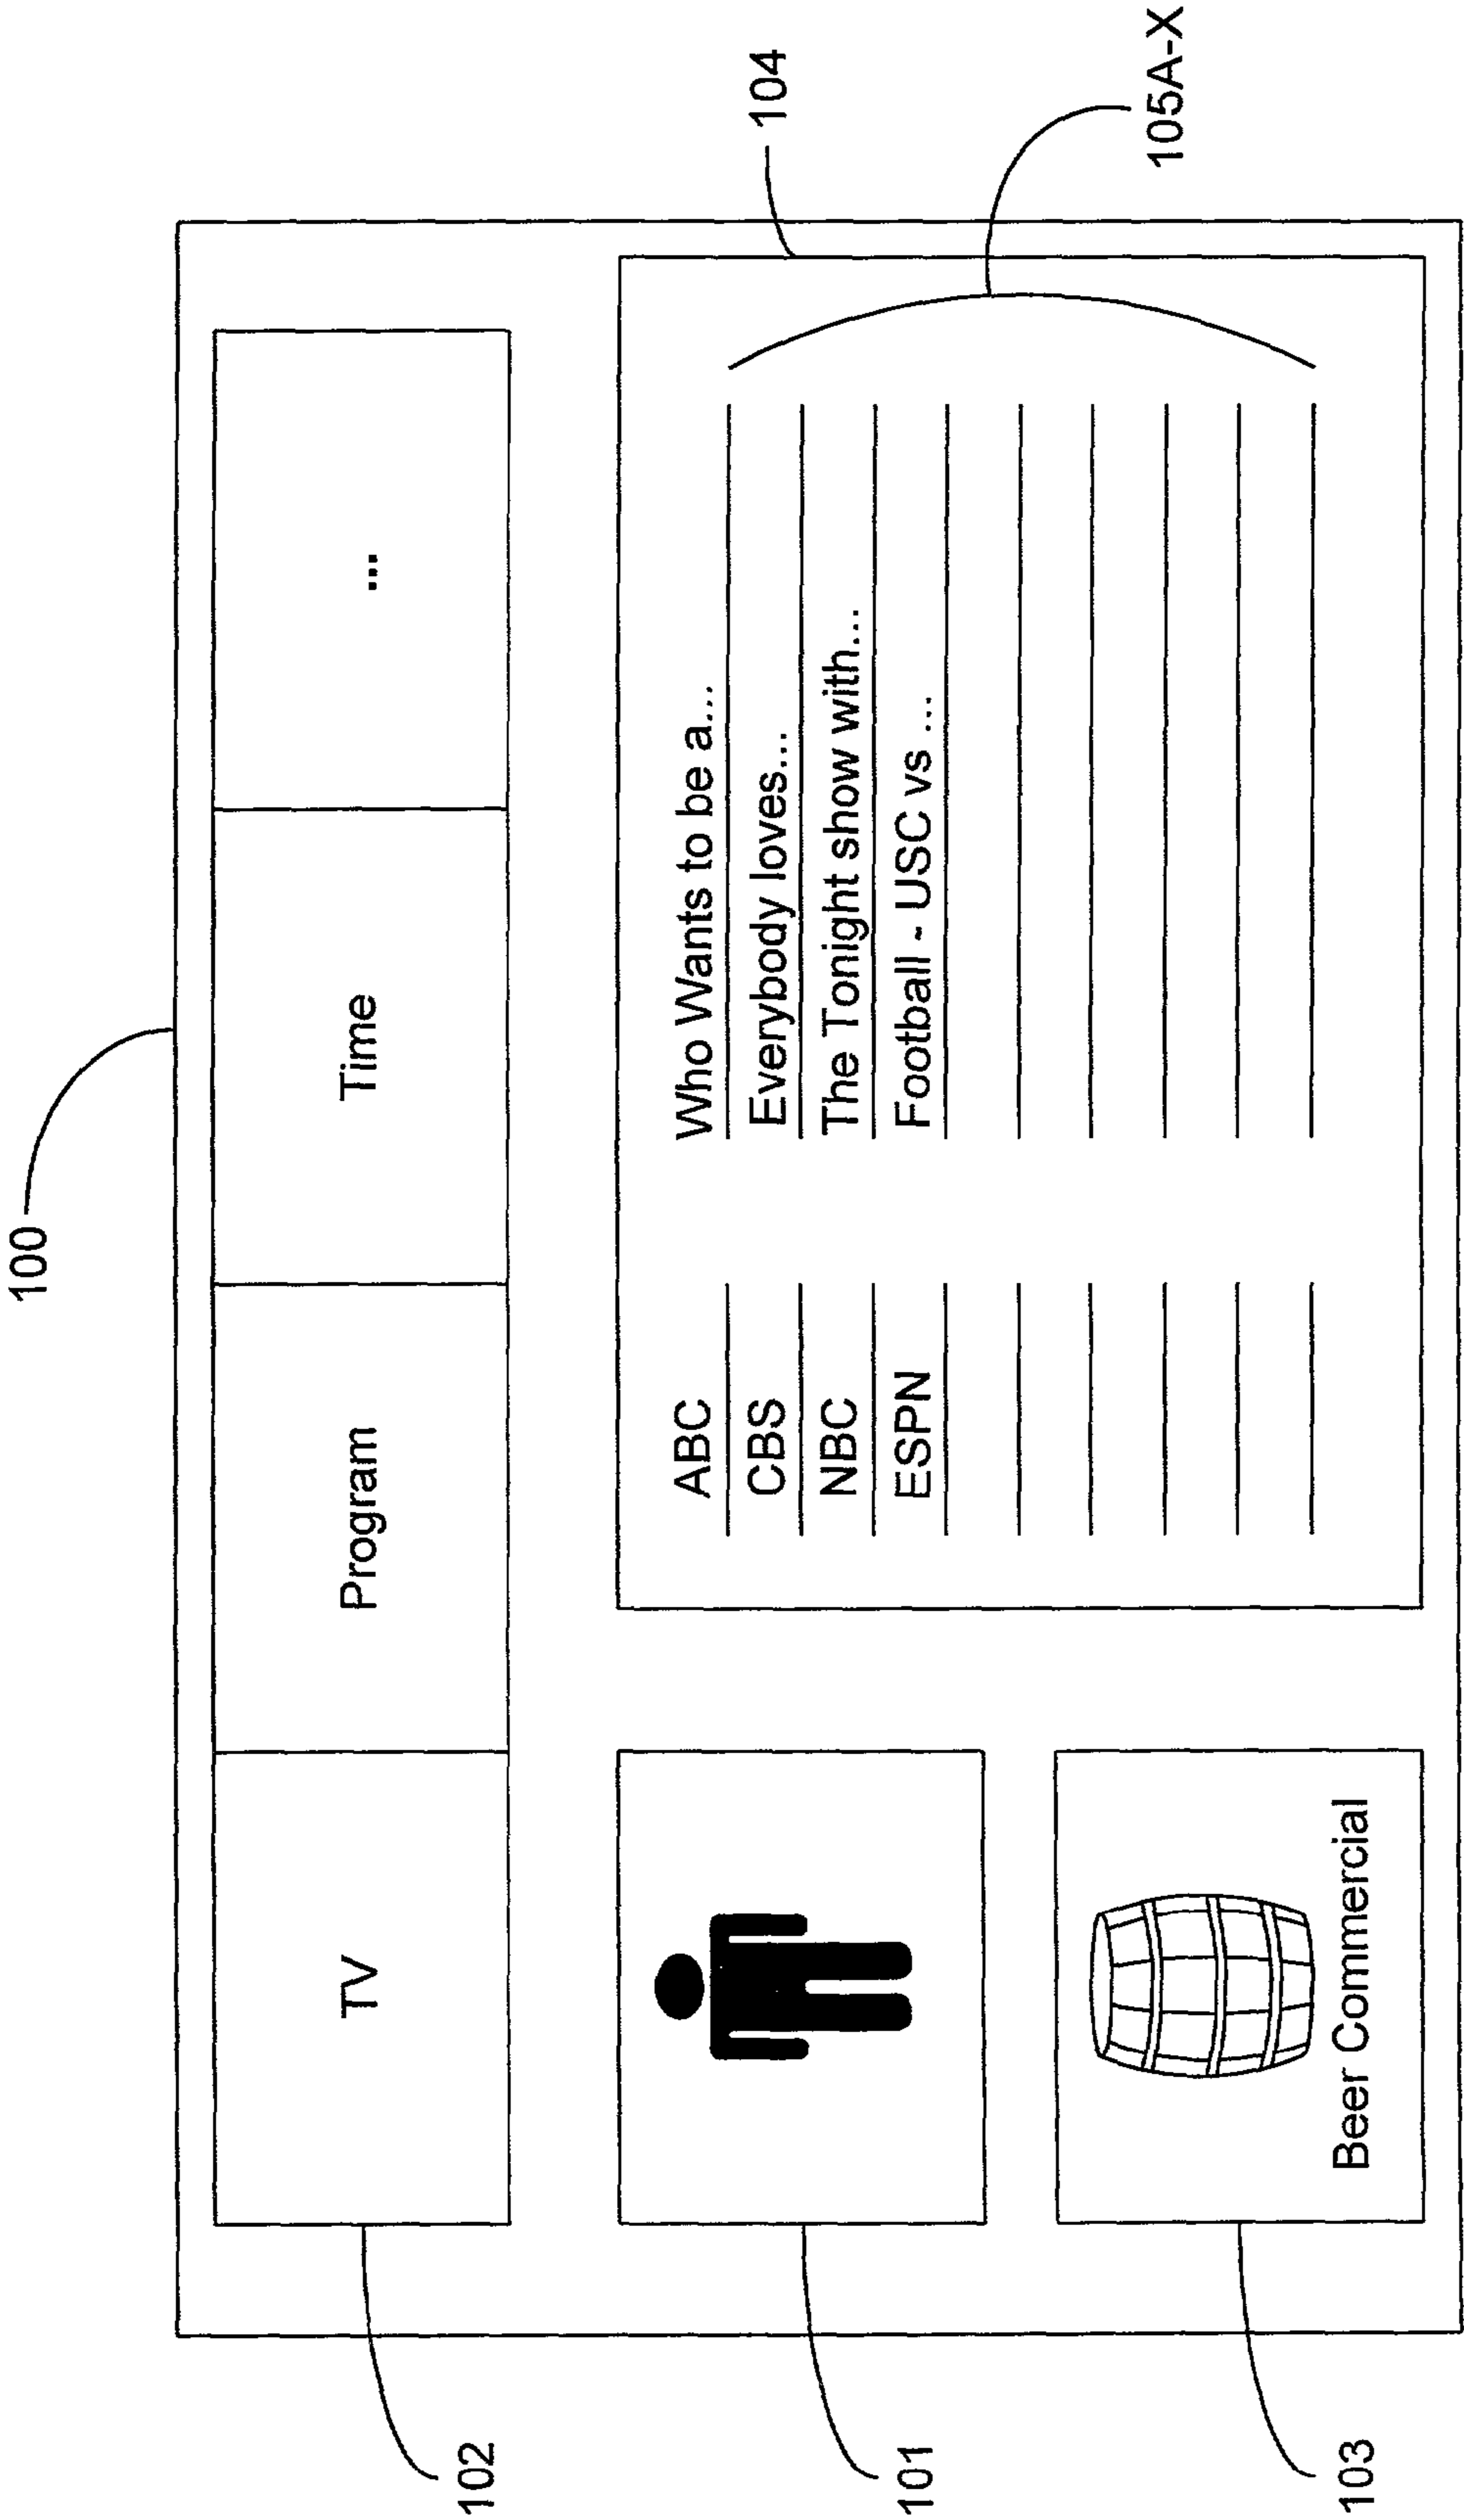 100
102
TV
Program
Time
...
104
101
ABC
Who Wants to be a...
CBS
Everybody loves...
NBC
The Tonight show with...
ESPN
Football - USC vs ...
105A-X
103
Beer Commercial